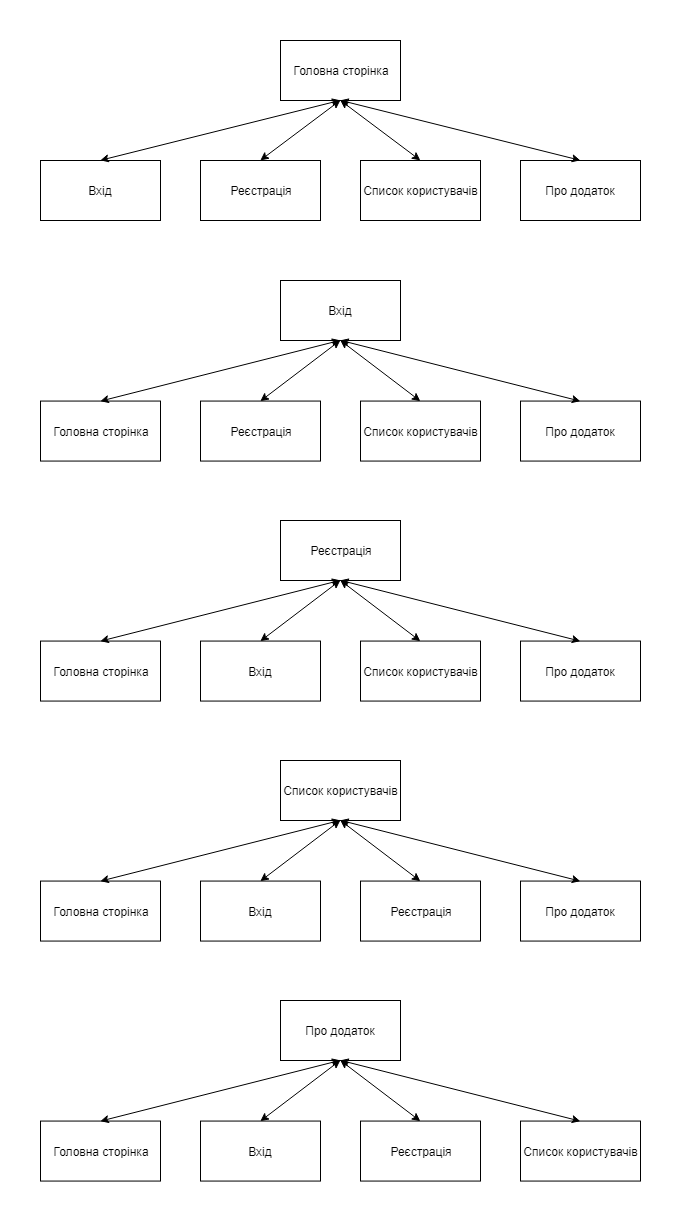 Головна сторінка
Вхід
Реєстрація
Список користувачів
Про додаток
Вхід
Головна сторінка
Реєстрація
Список користувачів
Про додаток
Реєстрація
Головна сторінка
Вхід
Список користувачів
Про додаток
Список користувачів
Головна сторінка
Вхід
Реєстрація
Про додаток
Про додаток
Головна сторінка
Вхід
Реєстрація
Список користувачів